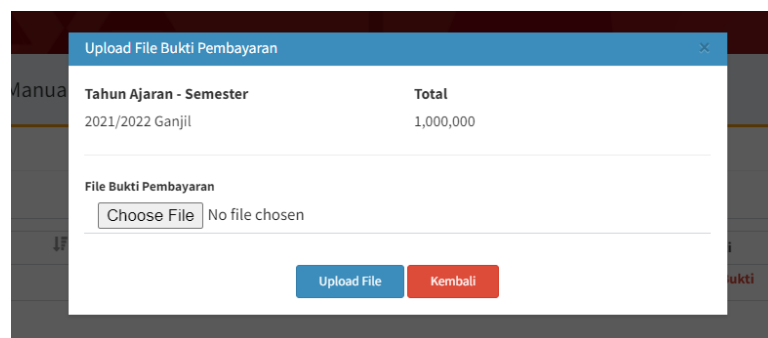 Upload File Bukti Pembayaran ×
Manua
Tahun Ajaran - Semester Total
2021/2022 Ganjil 1,000,000
File Bukti Pembayaran
Choose File No file chosen
i
Upload File Kembali
ukti